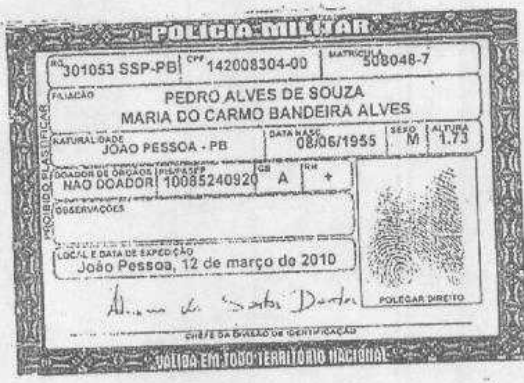 POLÍCIA MILITAR
RG 301053 SSP-PB CPF 142008304-00 MATRÍCULA 508048-7
FILIAÇÃO
PEDRO ALVES DE SOUZA
MARIA DO CARMO BANDEIRA ALVES
NATURALIDADE DATA NASC. SEXO ALTURA
JOÃO PESSOA - PB 08/06/1955 M 1.73
DOADOR DE ÓRGÃOS PIS/PASEP GS FRH
NÃO DOADOR 10085240920 A +
OBSERVAÇÕES
LOCAL E DATA DE EXPEDIÇÃO
João Pessoa, 12 de março de 2010
POLEGAR DIREITO
CHEFE DA DIVISÃO DE IDENTIFICAÇÃO
VÁLIDA EM TODO TERRITÓRIO NACIONAL
PROIBIDO PLASTIFICAR